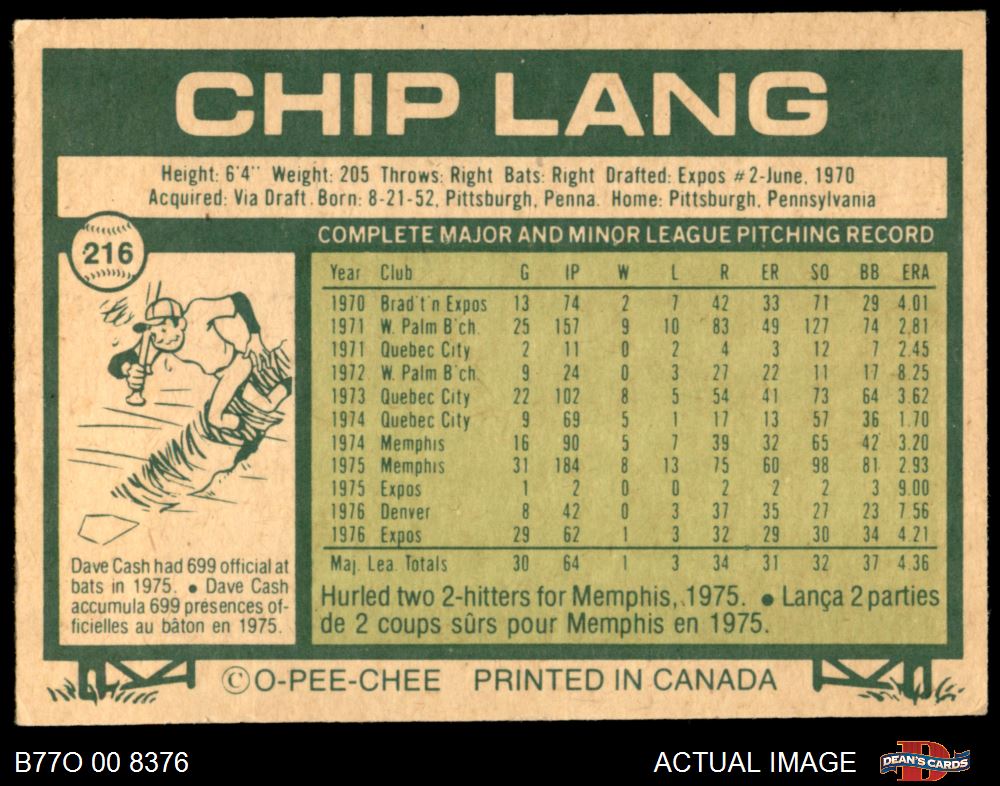 CHIP LANG
Height: 6'4" Weight: 205 Throws: Right Bats: Right Drafted: Expos #2-June, 1970
Acquired: Via Draft. Born: 8-21-52, Pittsburgh, Penna. Home: Pittsburgh, Pennsylvania
216
COMPLETE MAJOR AND MINOR LEAGUE PITCHING RECORD
Year Club G IP W L R ER SO BB ERA
1970 Brad't'n Expos 13 74 2 7 42 33 71 29 4.01
1971 W. Palm B'ch. 25 157 9 10 83 49 127 74 2.81
1971 Quebec City 2 11 0 2 4 3 12 7 2.45
1972 W. Palm B'ch. 9 24 0 3 27 22 11 17 8.25
1973 Quebec City 22 102 8 5 54 41 73 64 3.62
1974 Quebec City 9 69 5 1 17 13 57 36 1.70
1974 Memphis 16 90 5 7 39 32 65 42 3.20
1975 Memphis 31 184 8 13 75 60 98 81 2.93
1975 Expos 1 2 0 0 2 2 2 3 9.00
1976 Denver 8 42 0 3 37 35 27 23 7.56
1976 Expos 29 62 1 3 32 29 30 34 4.21
Maj. Lea. Totals 30 64 1 3 34 31 32 37 4.36
Dave Cash had 699 official at
bats in 1975. • Dave Cash
accumula 699 présences of-
ficielles au bâton en 1975.
Hurled two 2-hitters for Memphis, 1975. • Lança 2 parties
de 2 coups sûrs pour Memphis en 1975.
© O-PEE-CHEE PRINTED IN CANADA
B77O 00 8376
ACTUAL IMAGE
D
DEAN'S CARDS